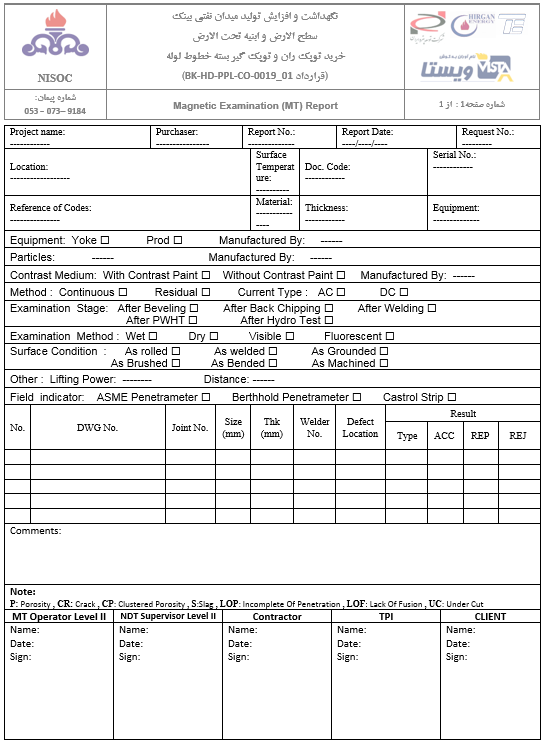 نگهداشت و افزایش تولید میدان نفتی بینک
سطح الارض و ابنیه تحت الارض
خرید توپک ران و توپک گیر بسته خطوط لوله
(قرارداد BK-HD-PPL-CO-0019_01)
NISOC
HIRGAN ENERGY
VISTA
ویستا
شماره پیمان:
053 – 073 – 9184
Magnetic Examination (MT) Report
شماره صفحه1 : از 1
Project name:
-----------
Purchaser:
---------------
Report No.:
-------------
Report Date:
----/----/----
Request No.:
---------
Location:
-----------------
Surface Temperat ure:
----------
Doc. Code:
------------
Serial No.:
------------
Reference of Codes:
--------------
Material:
--------------
Thickness:
------------
Equipment:
--------------
Equipment: Yoke ☐ Prod ☐ Manufactured By: ------
Particles: ------ Manufactured By: ------
Contrast Medium: With Contrast Paint ☐ Without Contrast Paint ☐ Manufactured By: ------
Method : Continuous ☐ Residual ☐ Current Type : AC ☐ DC ☐
Examination Stage: After Beveling ☐ After Back Chipping ☐ After Welding ☐
After PWHT ☐ After Hydro Test ☐
Examination Method : Wet ☐ Dry ☐ Visible ☐ Fluorescent ☐
Surface Condition : As rolled ☐ As welded ☐ As Grounded ☐
As Brushed ☐ As Bended ☐ As Machined ☐
Other : Lifting Power: -------- Distance: ------
Field indicator: ASME Penetrameter ☐ Berthhold Penetrameter ☐ Castrol Strip ☐
No. DWG No. Joint No. Size (mm) Thk (mm) Welder No. Defect Location Result
Type ACC REP REJ
Comments:
Note:
P: Porosity , CR: Crack , CP: Clustered Porosity , S:Slag , LOP: Incomplete Of Penetration , LOF: Lack Of Fusion , UC: Under Cut
MT Operator Level II NDT Supervisor Level II Contractor TPI CLIENT
Name: Name: Name: Name: Name:
Date: Date: Date: Date: Date:
Sign: Sign: Sign: Sign: Sign: